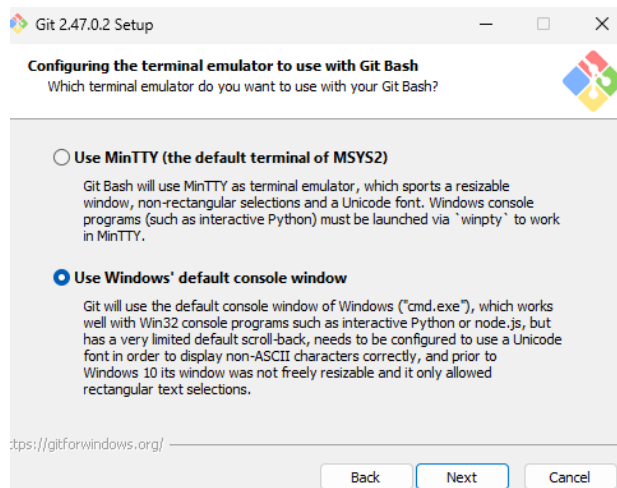 Git 2.47.0.2 Setup
Configuring the terminal emulator to use with Git Bash
Which terminal emulator do you want to use with your Git Bash?
Use MinTTY (the default terminal of MSYS2)
Git Bash will use MinTTY as terminal emulator, which sports a resizable
window, non-rectangular selections and a Unicode font. Windows console
programs (such as interactive Python) must be launched via `winpty` to work
in MinTTY.
Use Windows' default console window
Git will use the default console window of Windows ("cmd.exe"), which works
well with Win32 console programs such as interactive Python or node.js, but
has a very limited default scroll-back, needs to be configured to use a Unicode
font in order to display non-ASCII characters correctly, and prior to
Windows 10 its window was not freely resizable and it only allowed
rectangular text selections.
ttps://gitforwindows.org/
Back Next Cancel